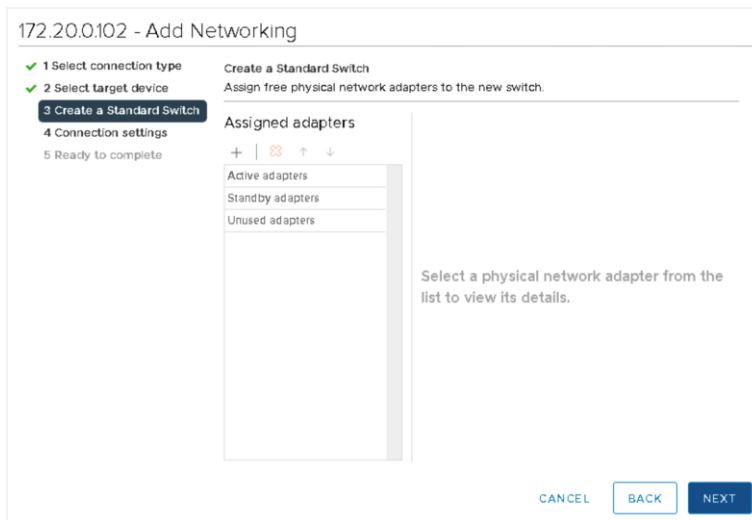 172.20.0.102 - Add Networking
1 Select connection type
2 Select target device
3 Create a Standard Switch
4 Connection settings
5 Ready to complete
Create a Standard Switch
Assign free physical network adapters to the new switch.
Assigned adapters
Active adapters
Standby adapters
Unused adapters
Select a physical network adapter from the
list to view its details.
CANCEL
BACK
NEXT